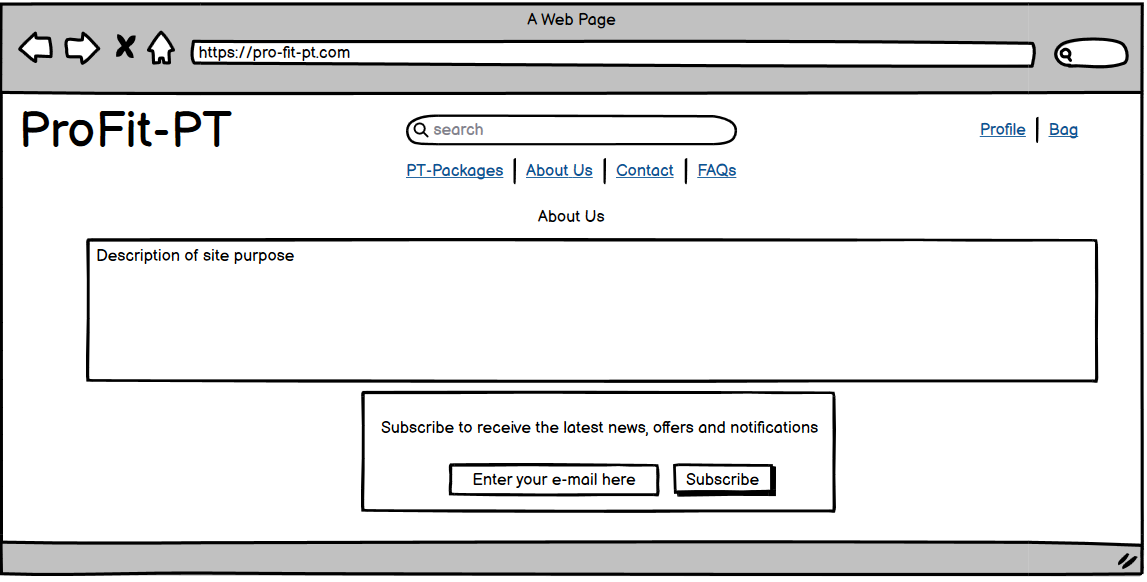 A Web Page
https://pro-fit-pt.com
ProFit-PT
search
Profile | Bag
PT-Packages | About Us | Contact | FAQs
About Us
Description of site purpose
Subscribe to receive the latest news, offers and notifications
Enter your e-mail here
Subscribe